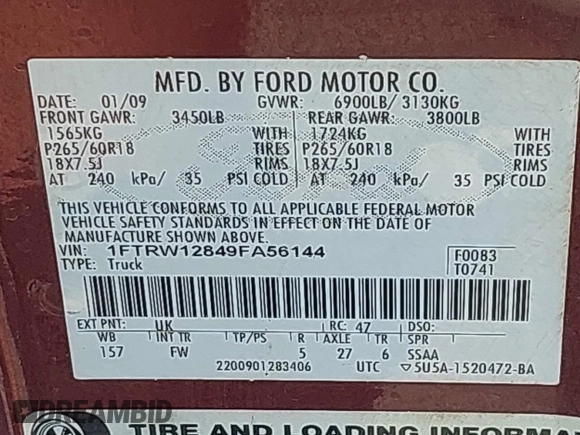 MFD. BY FORD MOTOR CO.
DATE: 01/09 GVWR: 6900LB/ 3130KG
FRONT GAWR: 3450LB REAR GAWR: 3800LB
1565KG WITH 1724KG WITH
P265/60R18 TIRES P265/60R18 TIRES
18X7.5J RIMS 18X7.5J RIMS
AT 240 kPa/ 35 PSI COLD AT 240 kPa/ 35 PSI COLD
THIS VEHICLE CONFORMS TO ALL APPLICABLE FEDERAL MOTOR
VEHICLE SAFETY STANDARDS IN EFFECT ON THE DATE OF
MANUFACTURE SHOWN ABOVE.
VIN: 1FTRW12849FA56144 F0083
TYPE: Truck T0741
EXT PNT: UK RC: 47 DSO:
WB INT TR TP/PS R AXLE TR SPR
157 FW 5 27 6 SSAA
2200901283406 UTC ▽5U5A-1520472-BA
DREAMBID
TIRE AND LOADING INFORMA